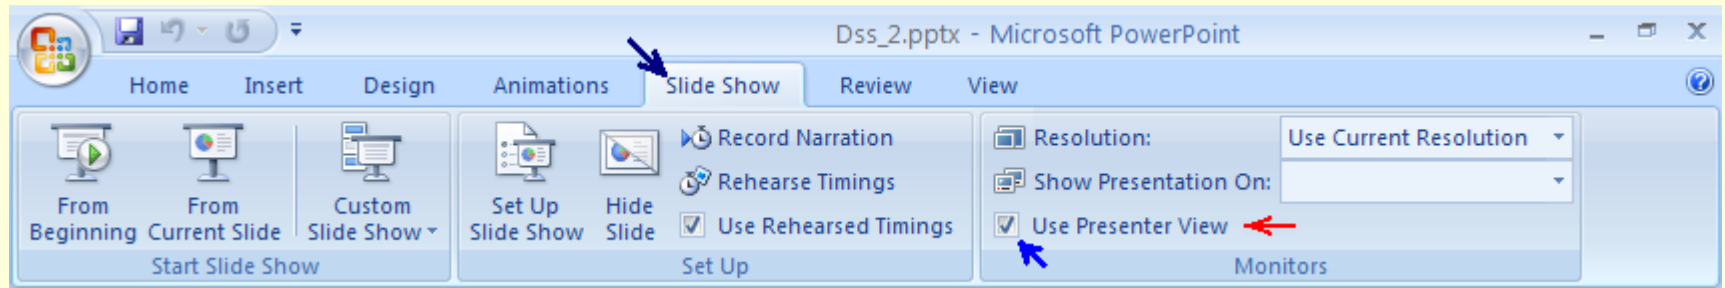 Dss_2.pptx - Microsoft PowerPoint
Home Insert Design Animations Slide Show Review View
From Beginning
From Current Slide
Custom Slide Show
Start Slide Show
Set Up Slide Show
Hide Slide
Record Narration
Rehearse Timings
Use Rehearsed Timings
Set Up
Resolution: Use Current Resolution
Show Presentation On:
Use Presenter View
Monitors